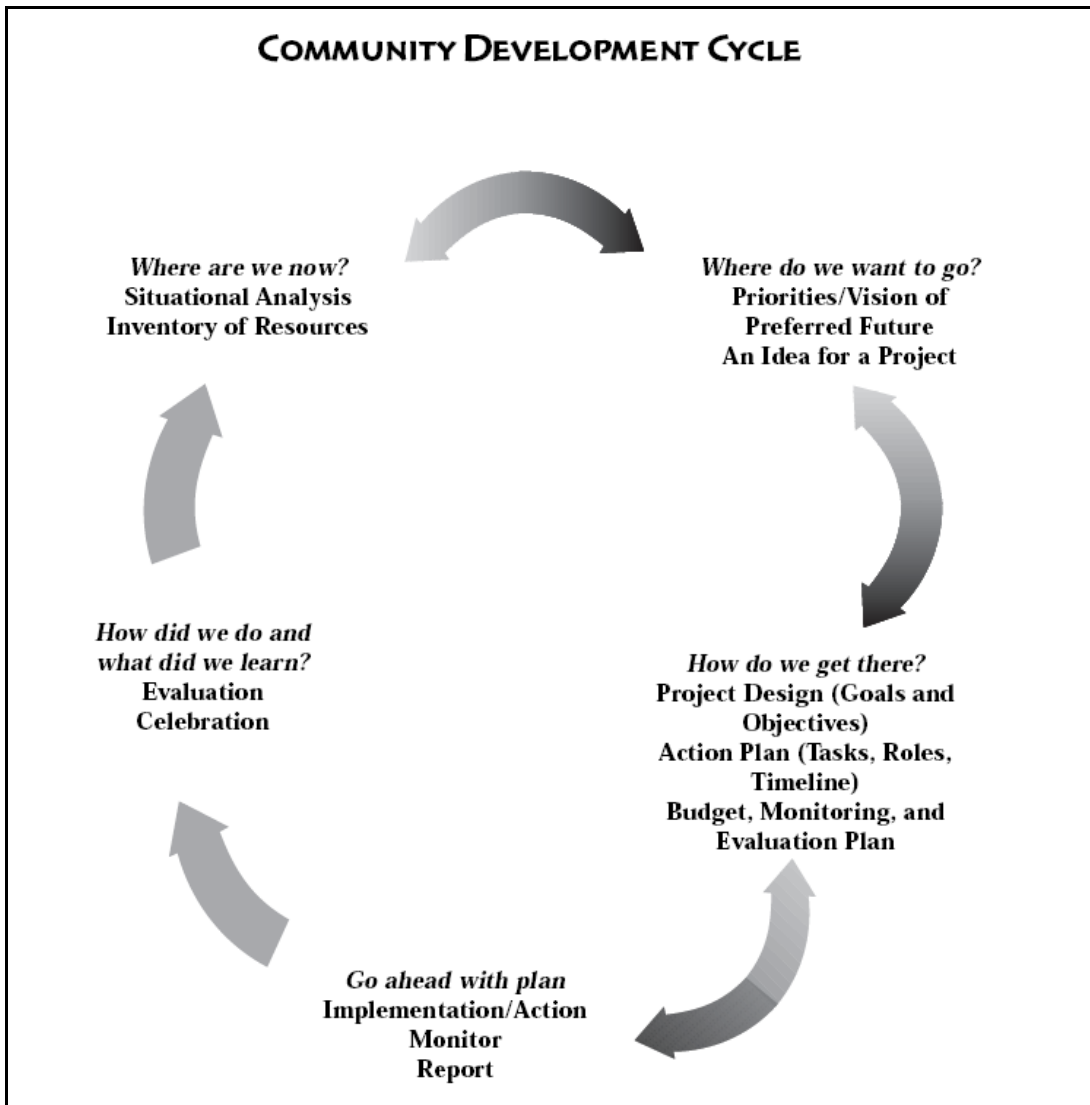 COMMUNITY DEVELOPMENT CYCLE
Where are we now?
Situational Analysis
Inventory of Resources
Where do we want to go?
Priorities/Vision of
Preferred Future
An Idea for a Project
How do we get there?
Project Design (Goals and
Objectives)
Action Plan (Tasks, Roles,
Timeline)
Budget, Monitoring, and
Evaluation Plan
Go ahead with plan
Implementation/Action
Monitor
Report
How did we do and
what did we learn?
Evaluation
Celebration